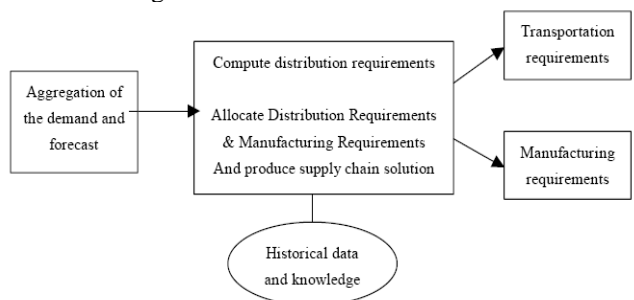 Aggregation of
the demand and
forecast
Compute distribution requirements
Allocate Distribution Requirements
& Manufacturing Requirements
And produce supply chain solution
Transportation
requirements
Manufacturing
requirements
Historical data
and knowledge